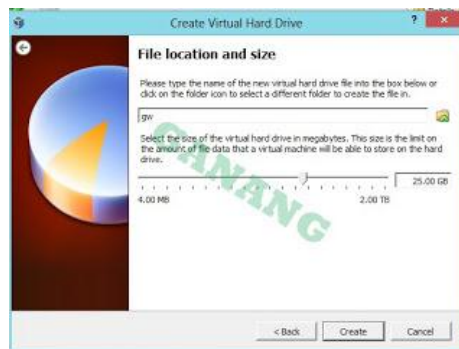 Create Virtual Hard Drive
?
File location and size
Please type the name of the new virtual hard drive file into the box below or
click on the folder icon to select a different folder to create the file in.
gw
Select the size of the virtual hard drive in megabytes. This size is the limit on
the amount of file data that a virtual machine will be able to store on the hard
drive.
25.00 GB
4.00 MB
2.00 TB
GANANG
< Back
Create
Cancel